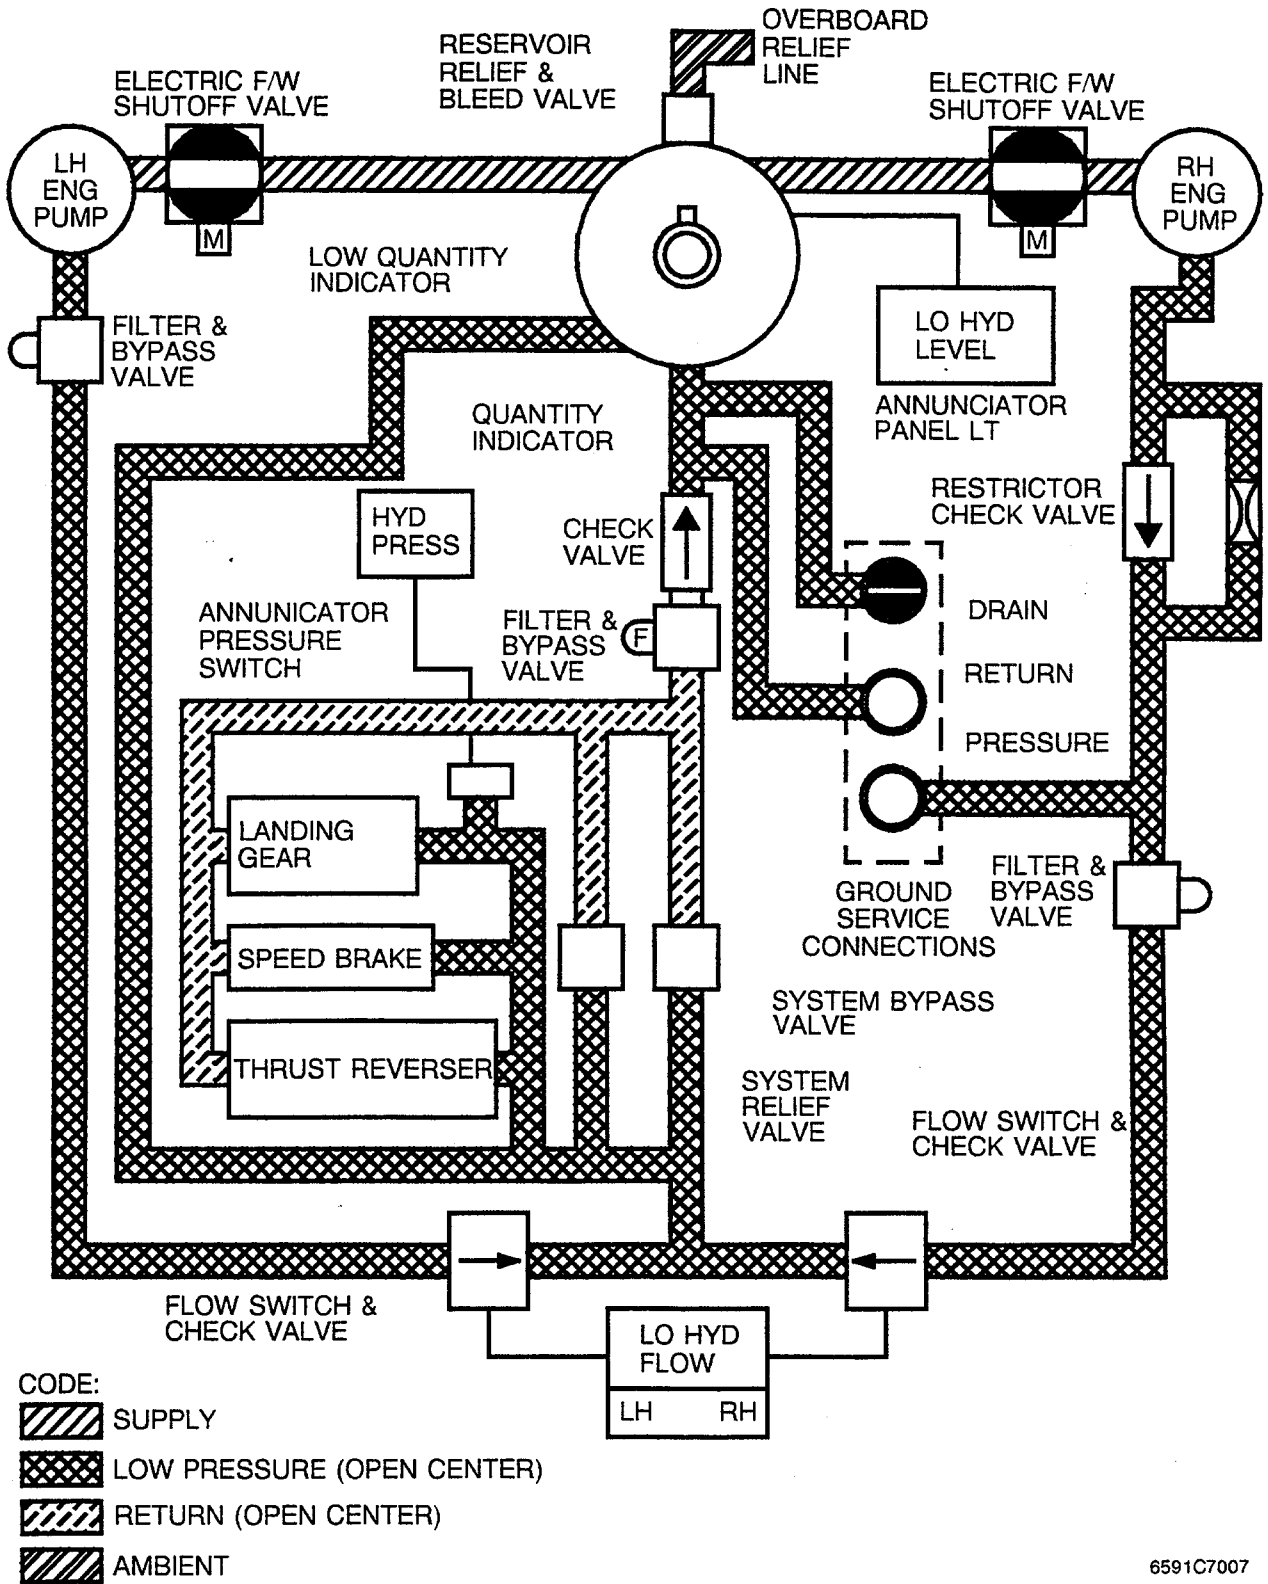 OVERBOARD
RELIEF
LINE
RESERVOIR
RELIEF &
BLEED VALVE
ELECTRIC F/W
SHUTOFF VALVE
ELECTRIC F/W
SHUTOFF VALVE
LH
ENG
PUMP
RH
ENG
PUMP
M
M
LOW QUANTITY
INDICATOR
FILTER &
BYPASS
VALVE
LO HYD
LEVEL
ANNUNCIATOR
PANEL LT
QUANTITY
INDICATOR
HYD
PRESS
CHECK
VALVE
RESTRICTOR
CHECK VALVE
ANNUNICATOR
PRESSURE
SWITCH
FILTER &
BYPASS
VALVE
F
DRAIN
RETURN
PRESSURE
LANDING
GEAR
SPEED BRAKE
THRUST REVERSER
GROUND
SERVICE
CONNECTIONS
FILTER &
BYPASS
VALVE
SYSTEM BYPASS
VALVE
SYSTEM
RELIEF
VALVE
FLOW SWITCH &
CHECK VALVE
FLOW SWITCH &
CHECK VALVE
LO HYD
FLOW
LH RH
CODE:
SUPPLY
LOW PRESSURE (OPEN CENTER)
RETURN (OPEN CENTER)
AMBIENT
6591C7007